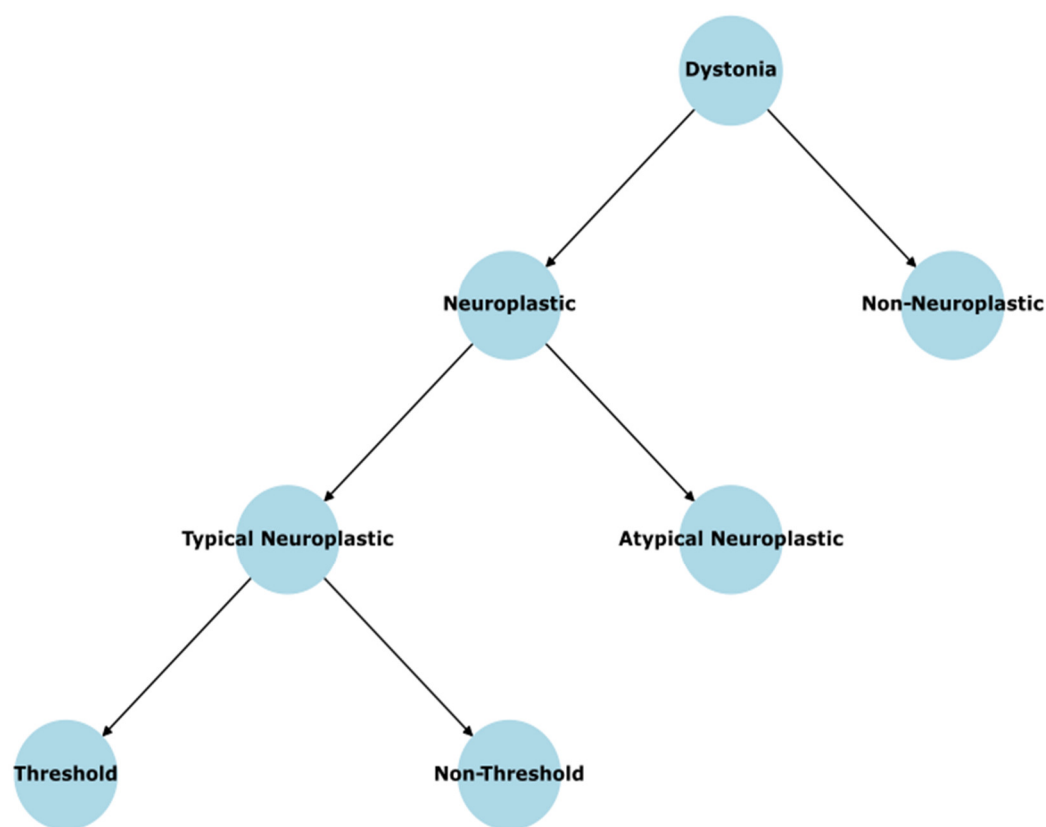 Dystonia
Neuroplastic
Non-Neuroplastic
Typical Neuroplastic
Atypical Neuroplastic
Threshold
Non-Threshold